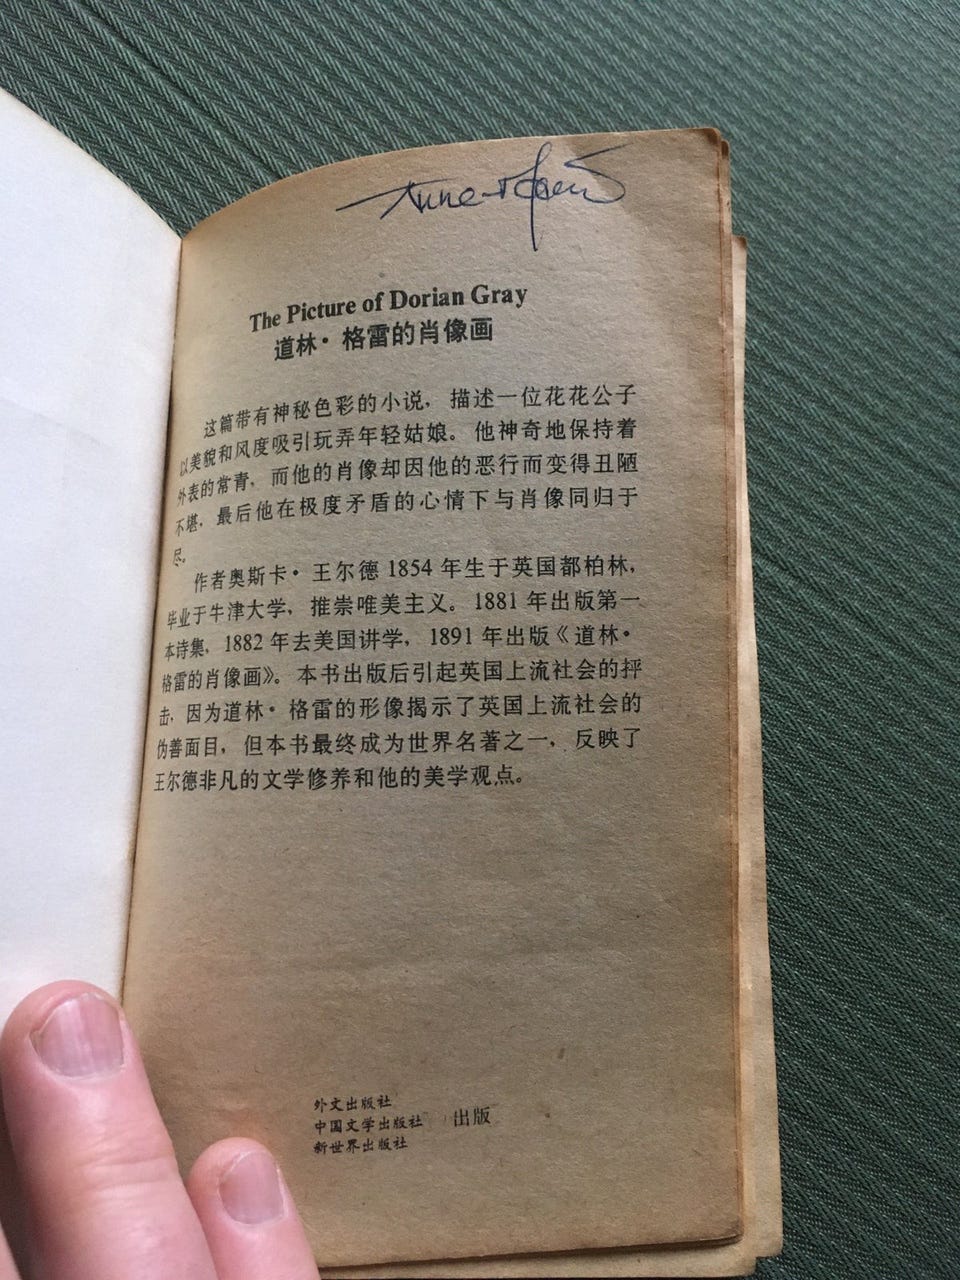 Anne-
The Picture of Dorian Gray
道林·格雷的肖像画
这篇带有神秘色彩的小说，描述一位花花公子
以美貌和风度吸引玩弄年轻姑娘。他神奇地保持着
外表的常青，而他的肖像却因他的恶行而变得丑陋
不堪，最后他在极度矛盾的心情下与肖像同归于
尽。
作者奥斯卡·王尔德 1854 年生于英国都柏林，
毕业于牛津大学，推崇唯美主义。1881 年出版第一
本诗集，1882 年去美国讲学，1891 年出版《道林·
格雷的肖像画》。本书出版后引起英国上流社会的抨
击，因为道林·格雷的形像揭示了英国上流社会的
伪善面目，但本书最终成为世界名著之一，反映了
王尔德非凡的文学修养和他的美学观点。
外文出版社
中国文学出版社 出版
新世界出版社